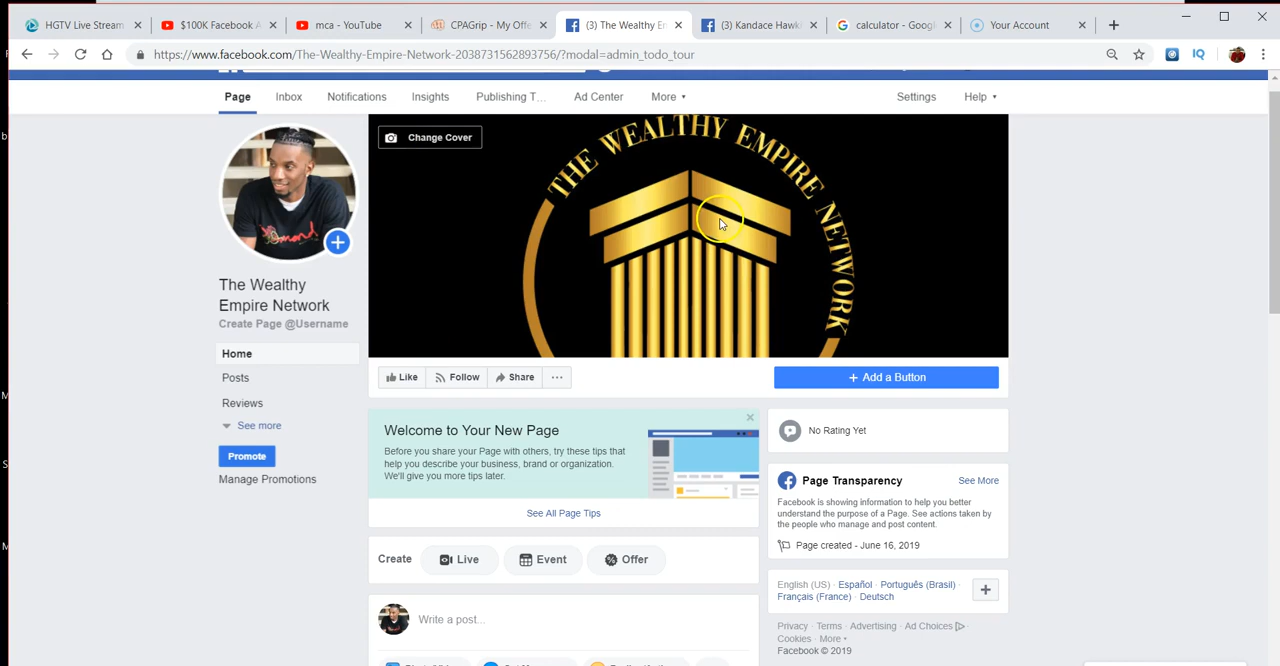 HGTV Live Stream
$100K Facebook A
mca - YouTube
CPAGrip - My Offe
(3) The Wealthy E
(3) Kandace Hawk
calculator - Goog
Your Account
https://www.facebook.com/The-Wealthy-Empire-Network-2038731562893756/?modal=admin_todo_tour
IQ
Page
Inbox
Notifications
Insights
Publishing T...
Ad Center
More
Settings
Help
Change Cover
THE WEALTHY EMPIRE NETWORK
The Wealthy
Empire Network
Create Page @Username
Home
Posts
Reviews
See more
Promote
Manage Promotions
Like
Follow
Share
...
+ Add a Button
Welcome to Your New Page
Before you share your Page with others, try these tips that
help you describe your business, brand or organization.
We'll give you more tips later.
See All Page Tips
Create
Live
Event
Offer
Write a post...
No Rating Yet
Page Transparency
See More
Facebook is showing information to help you better
understand the purpose of a Page. See actions taken by
the people who manage and post content.
Page created - June 16, 2019
English (US) · Español · Português (Brasil) ·
Français (France) · Deutsch
Privacy · Terms · Advertising · Ad Choices ·
Cookies · More
Facebook © 2019